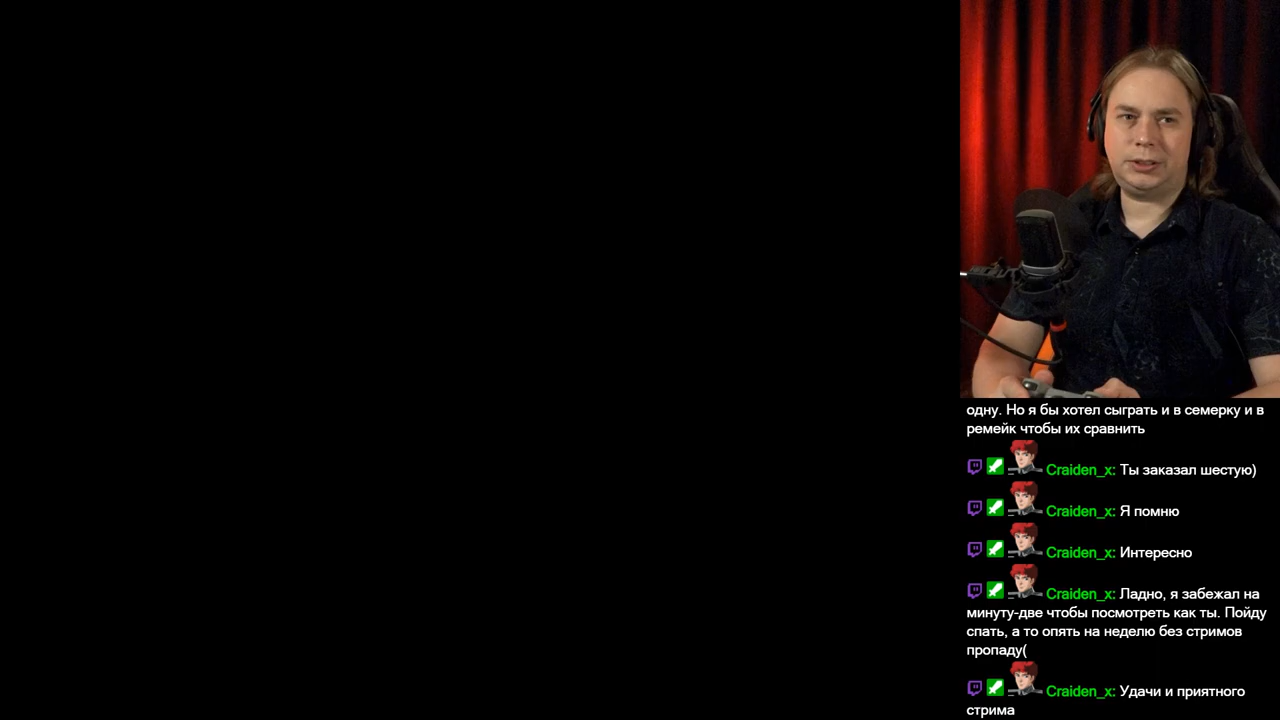 одну. Но я бы хотел сыграть и в семерку и в
ремейк чтобы их сравнить
Craiden_x: Ты заказал шестую)
Craiden_x: Я помню
Craiden_x: Интересно
Craiden_x: Ладно, я забежал на
минуту-две чтобы посмотреть как ты. Пойду
спать, а то опять на неделю без стримов
пропаду(
Craiden_x: Удачи и приятного
стрима